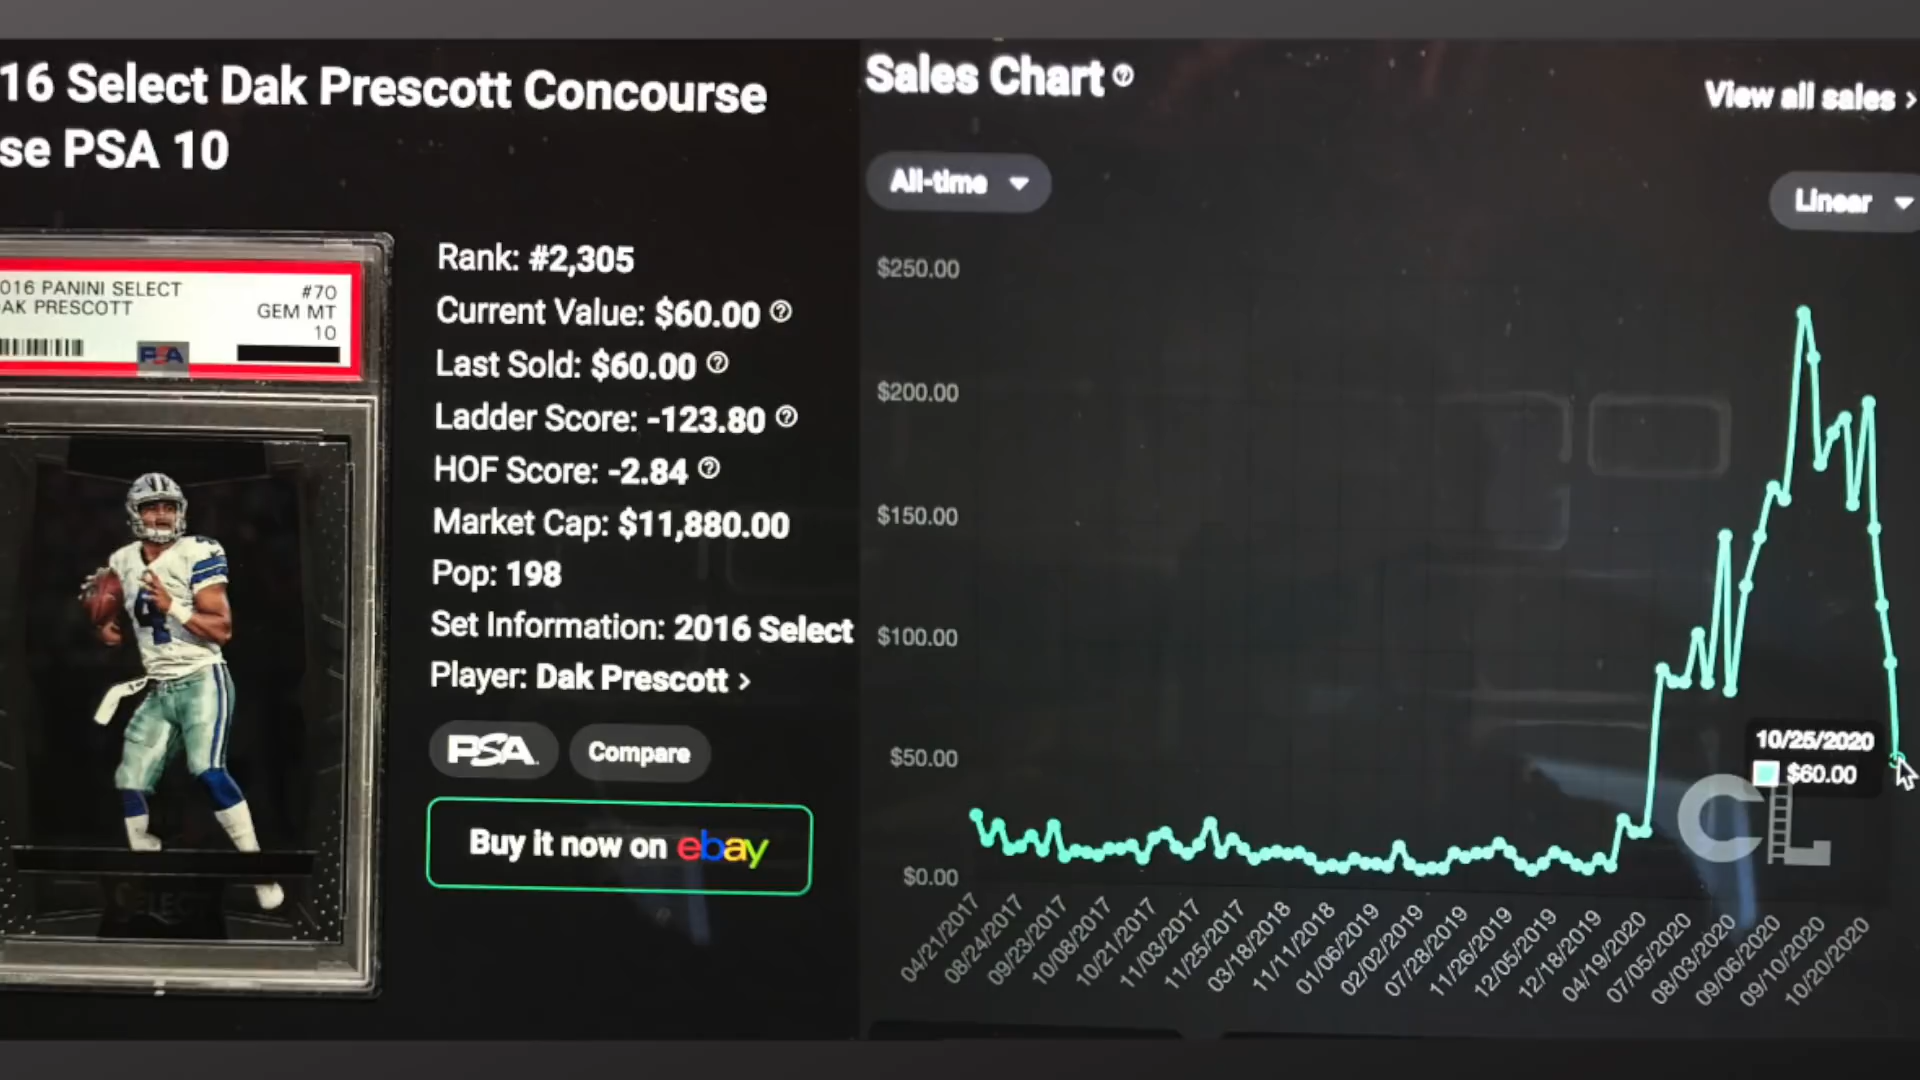 16 Select Dak Prescott Concourse
se PSA 10
016 PANINI SELECT
#70
AK PRESCOTT
GEM MT
10
PSA
4
SELECT
Rank: #2,305
Current Value: $60.00
Last Sold: $60.00
Ladder Score: -123.80
HOF Score: -2.84
Market Cap: $11,880.00
Pop: 198
Set Information: 2016 Select
Player: Dak Prescott >
PSA
Compare
Buy it now on ebay
Sales Chart
View all sales >
All-time
Linear
$250.00
$200.00
$150.00
$100.00
$50.00
$0.00
10/25/2020
$60.00
CL
04/21/2017
08/24/2017
09/23/2017
10/08/2017
10/21/2017
11/03/2017
11/25/2017
03/18/2018
11/11/2018
01/06/2019
02/02/2019
07/28/2019
11/26/2019
12/05/2019
12/18/2019
04/19/2020
07/05/2020
08/03/2020
09/06/2020
09/10/2020
10/20/2020